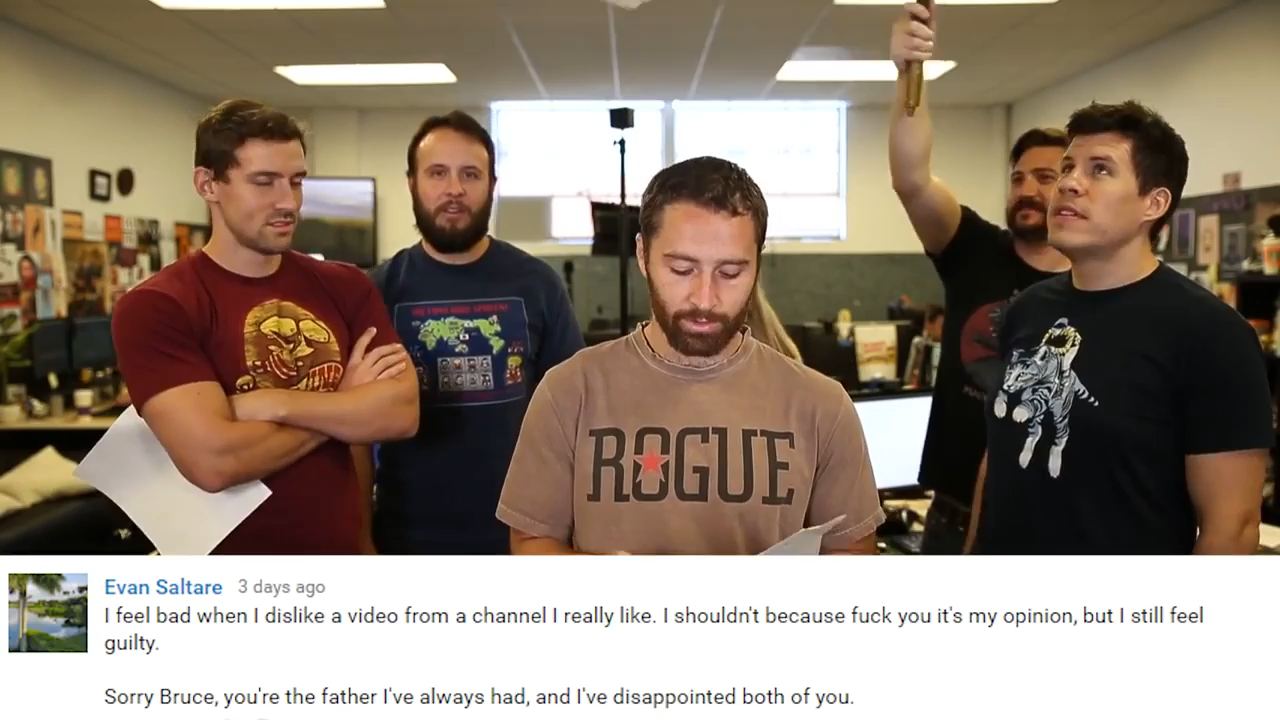 ROGUE
Evan Saltare 3 days ago
I feel bad when I dislike a video from a channel I really like. I shouldn't because fuck you it's my opinion, but I still feel
guilty.
Sorry Bruce, you're the father I've always had, and I've disappointed both of you.